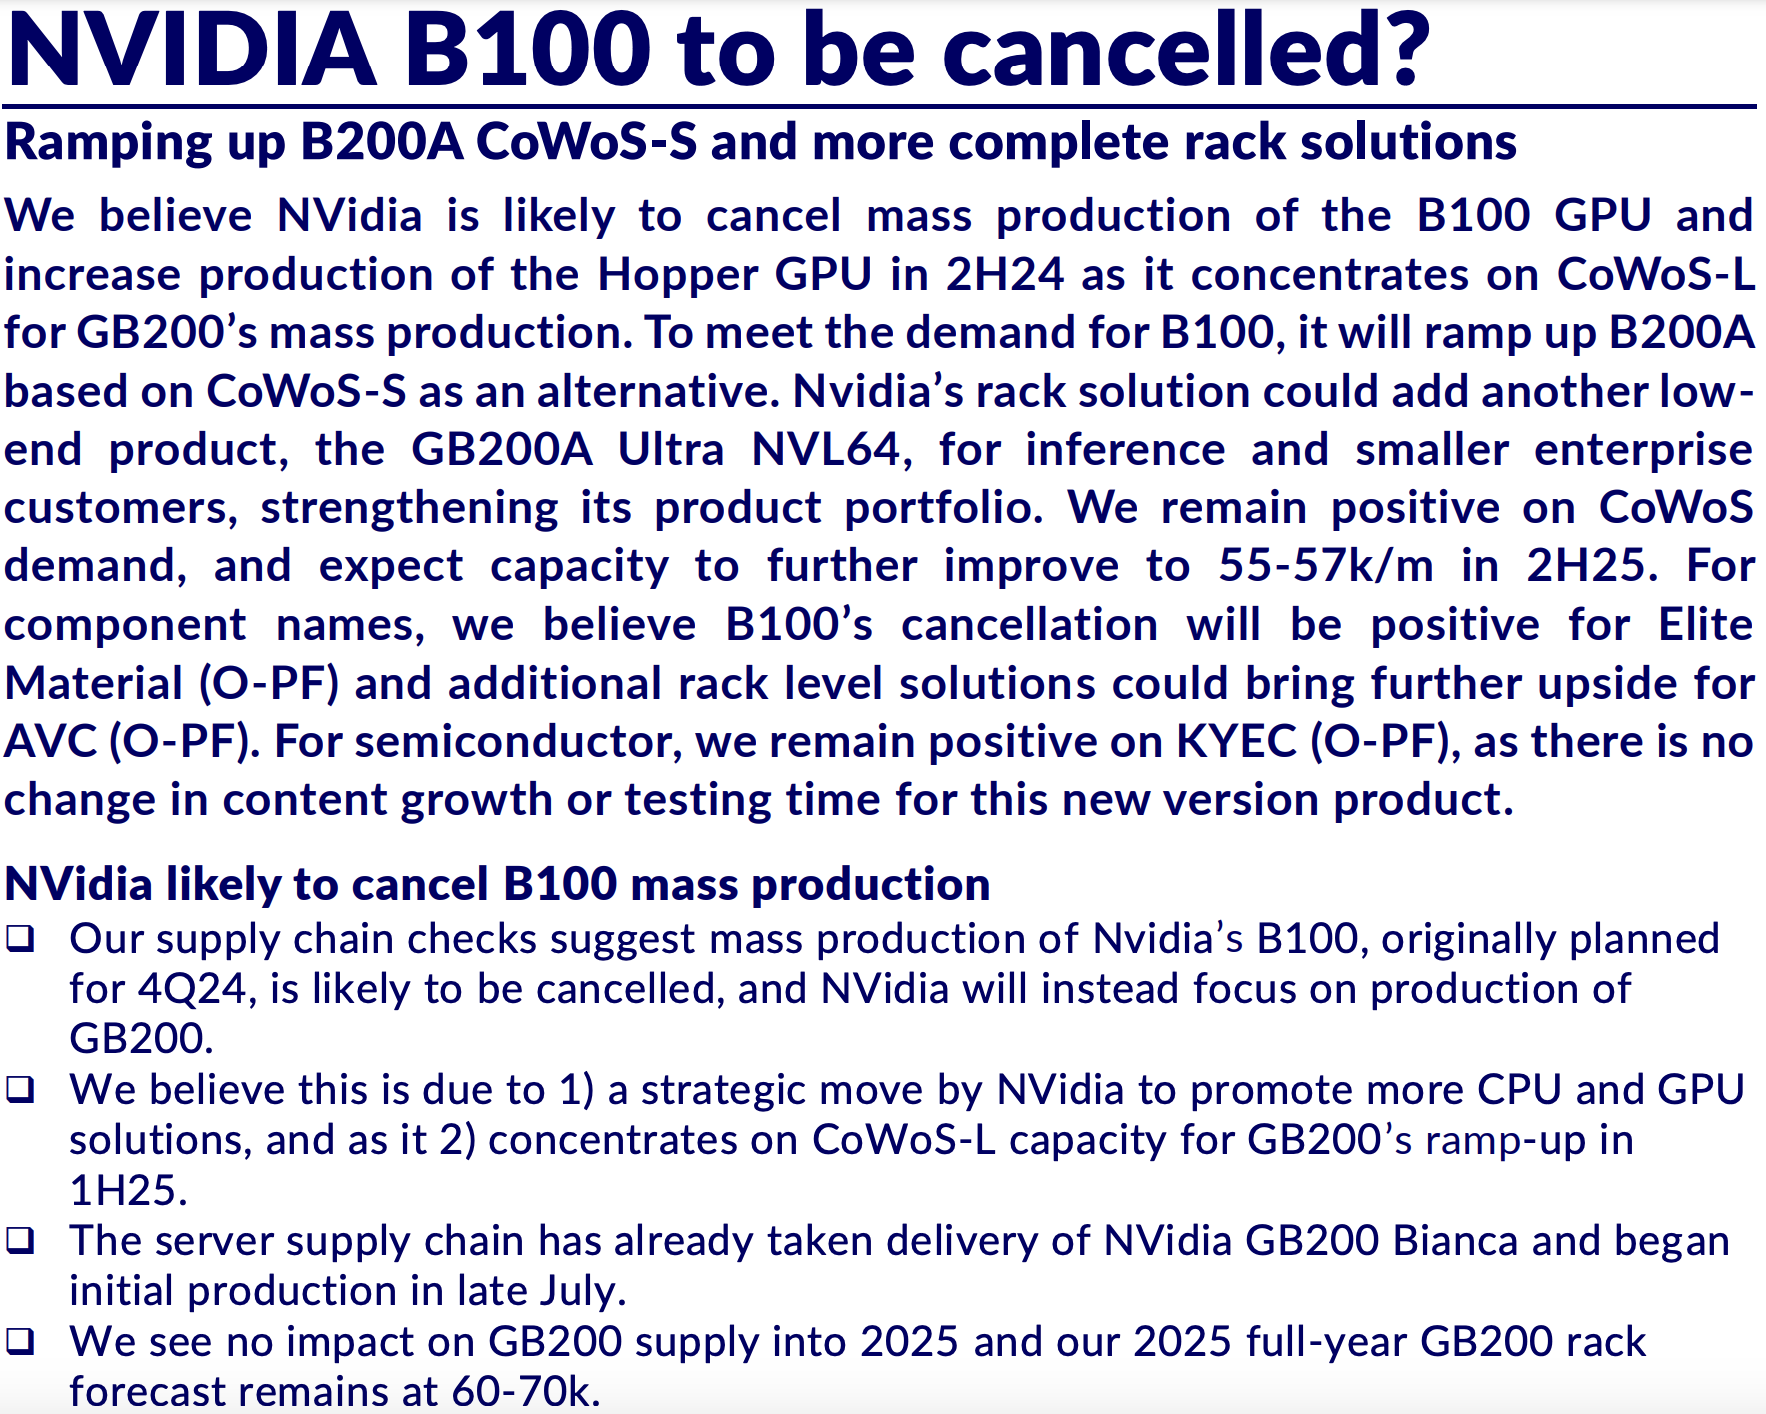 NVIDIA B100 to be cancelled?
Ramping up B200A CoWoS-S and more complete rack solutions
We believe NVidia is likely to cancel mass production of the B100 GPU and
increase production of the Hopper GPU in 2H24 as it concentrates on CoWoS-L
for GB200’s mass production. To meet the demand for B100, it will ramp up B200A
based on CoWoS-S as an alternative. Nvidia’s rack solution could add another low-
end product, the GB200A Ultra NVL64, for inference and smaller enterprise
customers, strengthening its product portfolio. We remain positive on CoWoS
demand, and expect capacity to further improve to 55-57k/m in 2H25. For
component names, we believe B100’s cancellation will be positive for Elite
Material (O-PF) and additional rack level solutions could bring further upside for
AVC (O-PF). For semiconductor, we remain positive on KYEC (O-PF), as there is no
change in content growth or testing time for this new version product.
NVidia likely to cancel B100 mass production
❑ Our supply chain checks suggest mass production of Nvidia’s B100, originally planned
for 4Q24, is likely to be cancelled, and NVidia will instead focus on production of
GB200.
❑ We believe this is due to 1) a strategic move by NVidia to promote more CPU and GPU
solutions, and as it 2) concentrates on CoWoS-L capacity for GB200’s ramp-up in
1H25.
❑ The server supply chain has already taken delivery of NVidia GB200 Bianca and began
initial production in late July.
❑ We see no impact on GB200 supply into 2025 and our 2025 full-year GB200 rack
forecast remains at 60-70k.